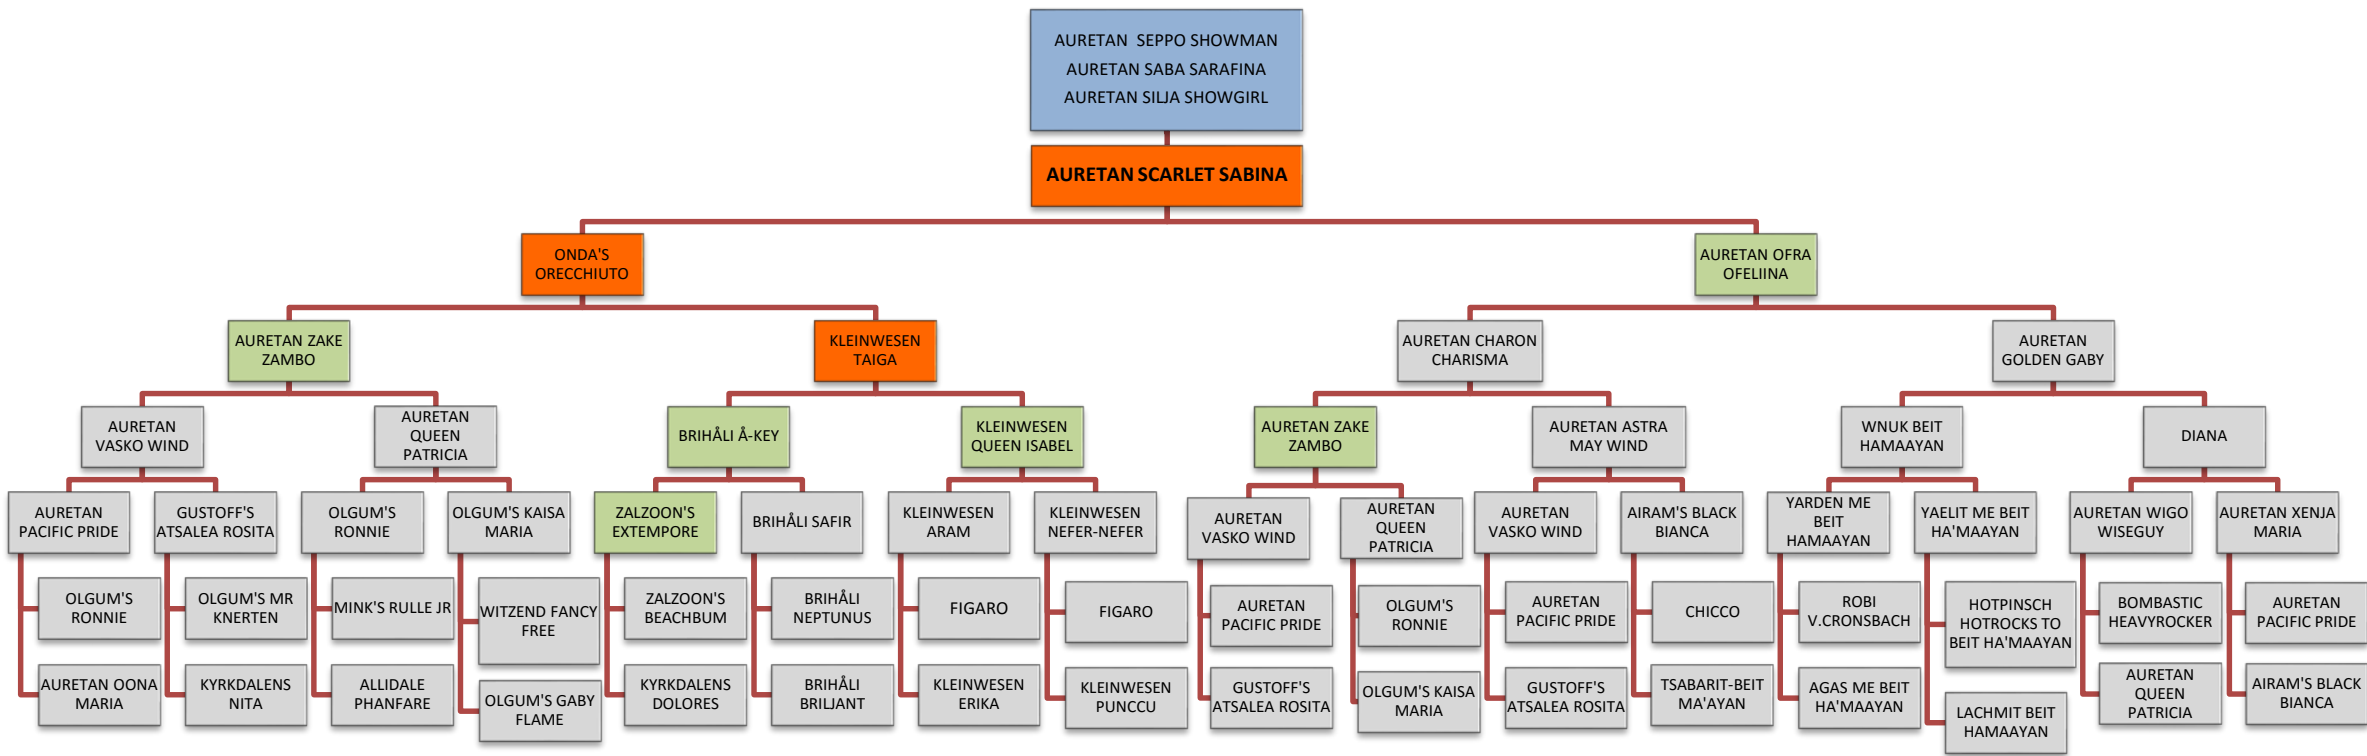 AURETAN  SEPPO SHOWMAN
AURETAN SABA SARAFINA
AURETAN SILJA SHOWGIRL
AURETAN SCARLET SABINA
ONDA'S
ORECCHIUTO
AURETAN OFRA
OFELIINA
AURETAN ZAKE
ZAMBO
KLEINWESEN
TAIGA
AURETAN CHARON
CHARISMA
AURETAN
GOLDEN GABY
AURETAN
VASKO WIND
AURETAN
QUEEN
PATRICIA
BRIHÅLI Å-KEY
KLEINWESEN
QUEEN ISABEL
AURETAN ZAKE
ZAMBO
AURETAN ASTRA
MAY WIND
WNUK BEIT
HAMAAYAN
DIANA
AURETAN
PACIFIC PRIDE
GUSTOFF'S
ATSALEA ROSITA
OLGUM'S
RONNIE
OLGUM'S KAISA
MARIA
ZALZOON'S
EXTEMPORE
BRIHÅLI SAFIR
KLEINWESEN
ARAM
KLEINWESEN
NEFER-NEFER
AURETAN
VASKO WIND
AURETAN
QUEEN
PATRICIA
AURETAN
VASKO WIND
AIRAM'S BLACK
BIANCA
YARDEN ME
BEIT
HAMAAYAN
YAELIT ME BEIT
HA'MAAYAN
AURETAN WIGO
WISEGUY
AURETAN XENJA
MARIA
OLGUM'S
RONNIE
OLGUM'S MR
KNERTEN
MINK'S RULLE JR
WITZEND FANCY
FREE
ZALZOON'S
BEACHBUM
BRIHÅLI
NEPTUNUS
FIGARO
FIGARO
AURETAN
PACIFIC PRIDE
OLGUM'S
RONNIE
AURETAN
PACIFIC PRIDE
CHICCO
ROBI
V.CRONSBACH
HOTPINSCH
HOTROCKS TO
BEIT HA'MAAYAN
BOMBASTIC
HEAVYROCKER
AURETAN
PACIFIC PRIDE
AURETAN OONA
MARIA
KYRKDALENS
NITA
ALLIDALE
PHANFARE
OLGUM'S GABY
FLAME
KYRKDALENS
DOLORES
BRIHÅLI
BRILJANT
KLEINWESEN
ERIKA
KLEINWESEN
PUNCCU
GUSTOFF'S
ATSALEA ROSITA
OLGUM'S KAISA
MARIA
GUSTOFF'S
ATSALEA ROSITA
TSABARIT-BEIT
MA'AYAN
AGAS ME BEIT
HA'MAAYAN
LACHMIT BEIT
HAMAAYAN
AURETAN
QUEEN
PATRICIA
AIRAM'S BLACK
BIANCA